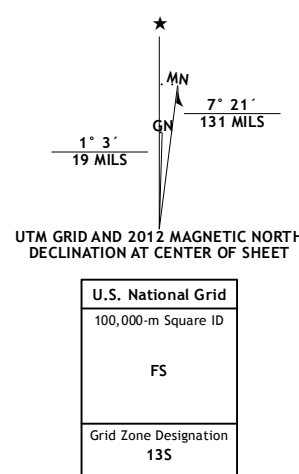 ★
MN
GN
7° 21´
131 MILS
1° 3´
19 MILS
UTM GRID AND 2012 MAGNETIC NORTH
DECLINATION AT CENTER OF SHEET
U.S. National Grid
100,000-m Square ID
FS
Grid Zone Designation
13S